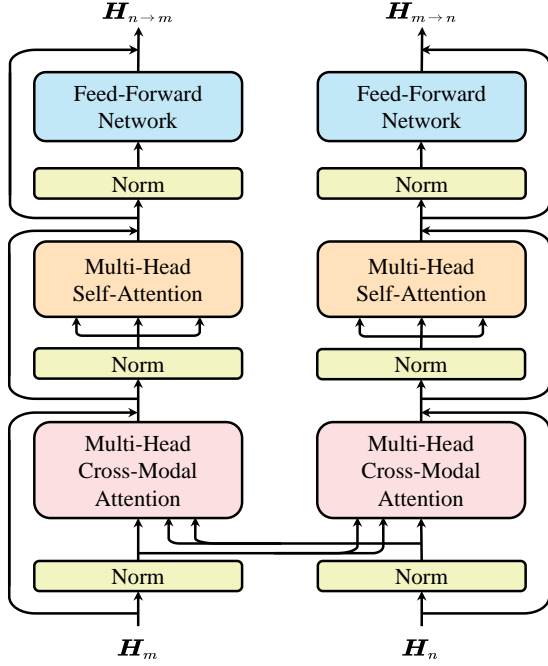 H_{n→m}
H_{m→n}
Feed-Forward
Network
Feed-Forward
Network
Norm
Norm
Multi-Head
Self-Attention
Multi-Head
Self-Attention
Norm
Norm
Multi-Head
Cross-Modal
Attention
Multi-Head
Cross-Modal
Attention
Norm
Norm
H_m
H_n